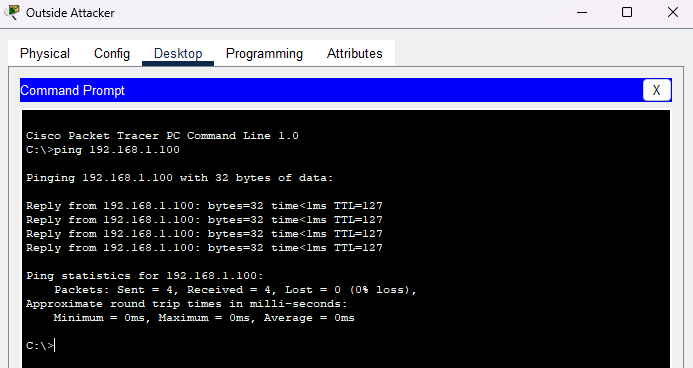 Outside Attacker
Physical Config Desktop Programming Attributes
Command Prompt X
Cisco Packet Tracer PC Command Line 1.0
C:\>ping 192.168.1.100
Pinging 192.168.1.100 with 32 bytes of data:
Reply from 192.168.1.100: bytes=32 time<1ms TTL=127
Reply from 192.168.1.100: bytes=32 time<1ms TTL=127
Reply from 192.168.1.100: bytes=32 time<1ms TTL=127
Reply from 192.168.1.100: bytes=32 time<1ms TTL=127
Ping statistics for 192.168.1.100:
Packets: Sent = 4, Received = 4, Lost = 0 (0% loss),
Approximate round trip times in milli-seconds:
Minimum = 0ms, Maximum = 0ms, Average = 0ms
C:\>